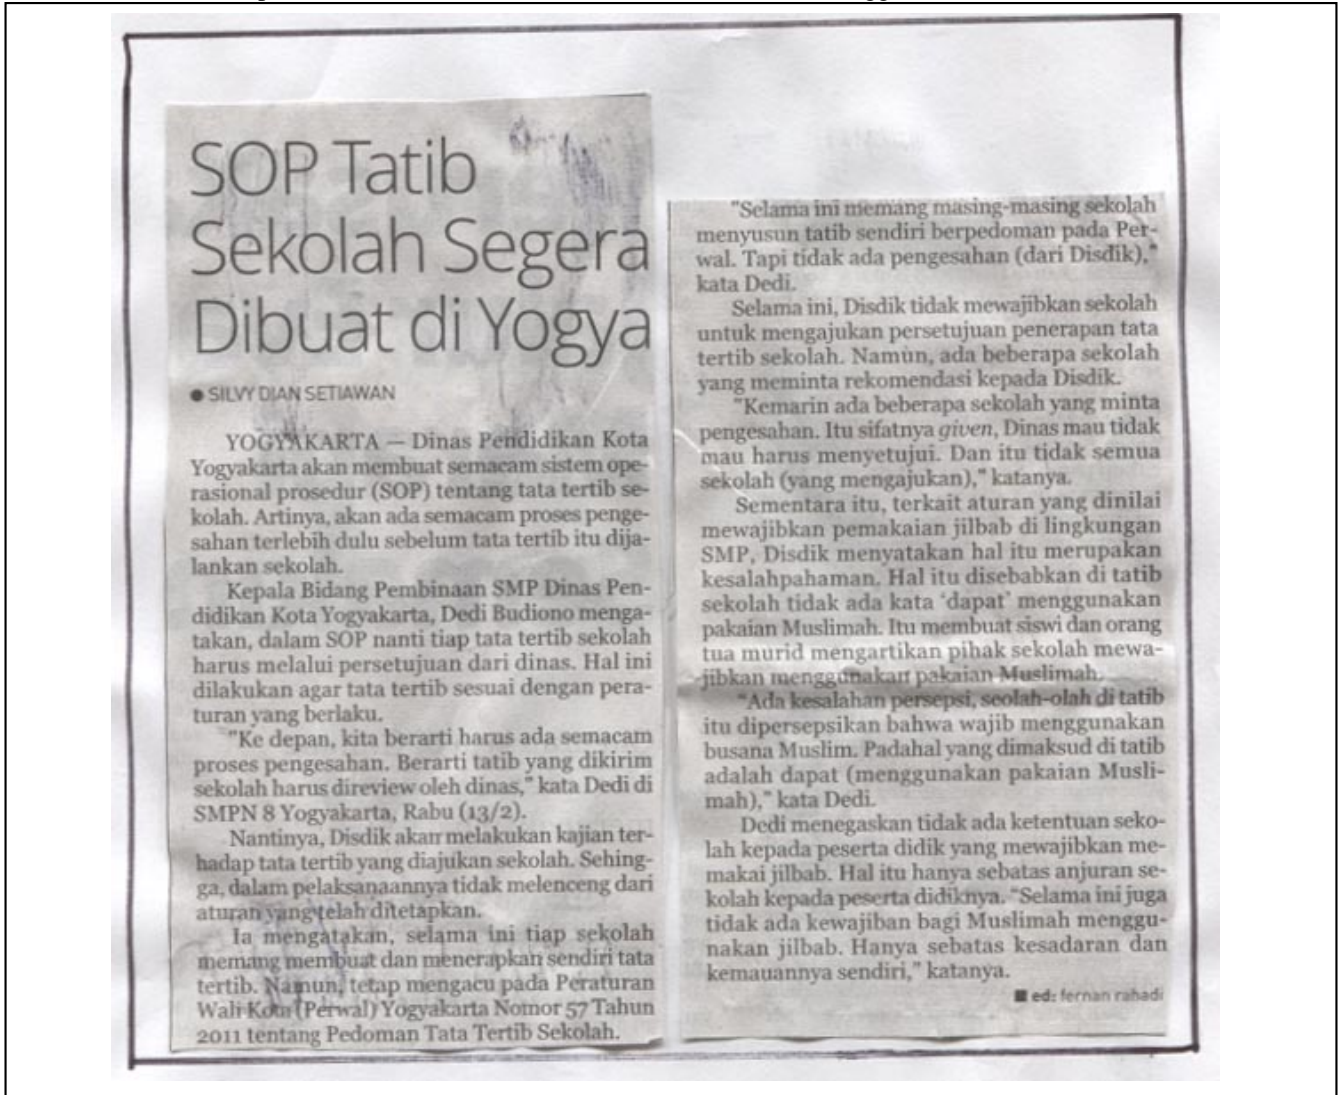 SOP Tatib
Sekolah Segera
Dibuat di Yogya
● SILVY DIAN SETIAWAN
YOGYAKARTA — Dinas Pendidikan Kota
Yogyakarta akan membuat semacam sistem ope-
rasional prosedur (SOP) tentang tata tertib se-
kolah. Artinya, akan ada semacam proses penge-
sahan terlebih dulu sebelum tata tertib itu dija-
lankan sekolah.
Kepala Bidang Pembinaan SMP Dinas Pen-
didikan Kota Yogyakarta, Dedi Budiono menga-
takan, dalam SOP nanti tiap tata tertib sekolah
harus melalui persetujuan dari dinas. Hal ini
dilakukan agar tata tertib sesuai dengan pera-
turan yang berlaku.
"Ke depan, kita berarti harus ada semacam
proses pengesahan. Berarti tatib yang dikirim
sekolah harus direview oleh dinas," kata Dedi di
SMPN 8 Yogyakarta, Rabu (13/2).
Nantinya, Disdik akan melakukan kajian ter-
hadap tata tertib yang diajukan sekolah. Sehing-
ga, dalam pelaksanaannya tidak melenceng dari
aturan yang telah ditetapkan.
Ia mengatakan, selama ini tiap sekolah
memang membuat dan menerapkan sendiri tata
tertib. Namun, tetap mengacu pada Peraturan
Wali Kota (Perwal) Yogyakarta Nomor 57 Tahun
2011 tentang Pedoman Tata Tertib Sekolah.
"Selama ini memang masing-masing sekolah
menyusun tatib sendiri berpedoman pada Per-
wal. Tapi tidak ada pengesahan (dari Disdik),"
kata Dedi.
Selama ini, Disdik tidak mewajibkan sekolah
untuk mengajukan persetujuan penerapan tata
tertib sekolah. Namun, ada beberapa sekolah
yang meminta rekomendasi kepada Disdik.
"Kemarin ada beberapa sekolah yang minta
pengesahan. Itu sifatnya given, Dinas mau tidak
mau harus menyetujui. Dan itu tidak semua
sekolah (yang mengajukan)," katanya.
Sementara itu, terkait aturan yang dinilai
mewajibkan pemakaian jilbab di lingkungan
SMP, Disdik menyatakan hal itu merupakan
kesalahpahaman. Hal itu disebabkan di tatib
sekolah tidak ada kata 'dapat' menggunakan
pakaian Muslimah. Itu membuat siswi dan orang
tua murid mengartikan pihak sekolah mewa-
jibkan menggunakan pakaian Muslimah.
"Ada kesalahan persepsi, seolah-olah di tatib
itu dipersepsikan bahwa wajib menggunakan
busana Muslim. Padahal yang dimaksud di tatib
adalah dapat (menggunakan pakaian Musli-
mah)," kata Dedi.
Dedi menegaskan tidak ada ketentuan seko-
lah kepada peserta didik yang mewajibkan me-
makai jilbab. Hal itu hanya sebatas anjuran se-
kolah kepada peserta didiknya. "Selama ini juga
tidak ada kewajiban bagi Muslimah menggu-
nakan jilbab. Hanya sebatas kesadaran dan
kemauannya sendiri," katanya.
■ ed: fernan rahadi